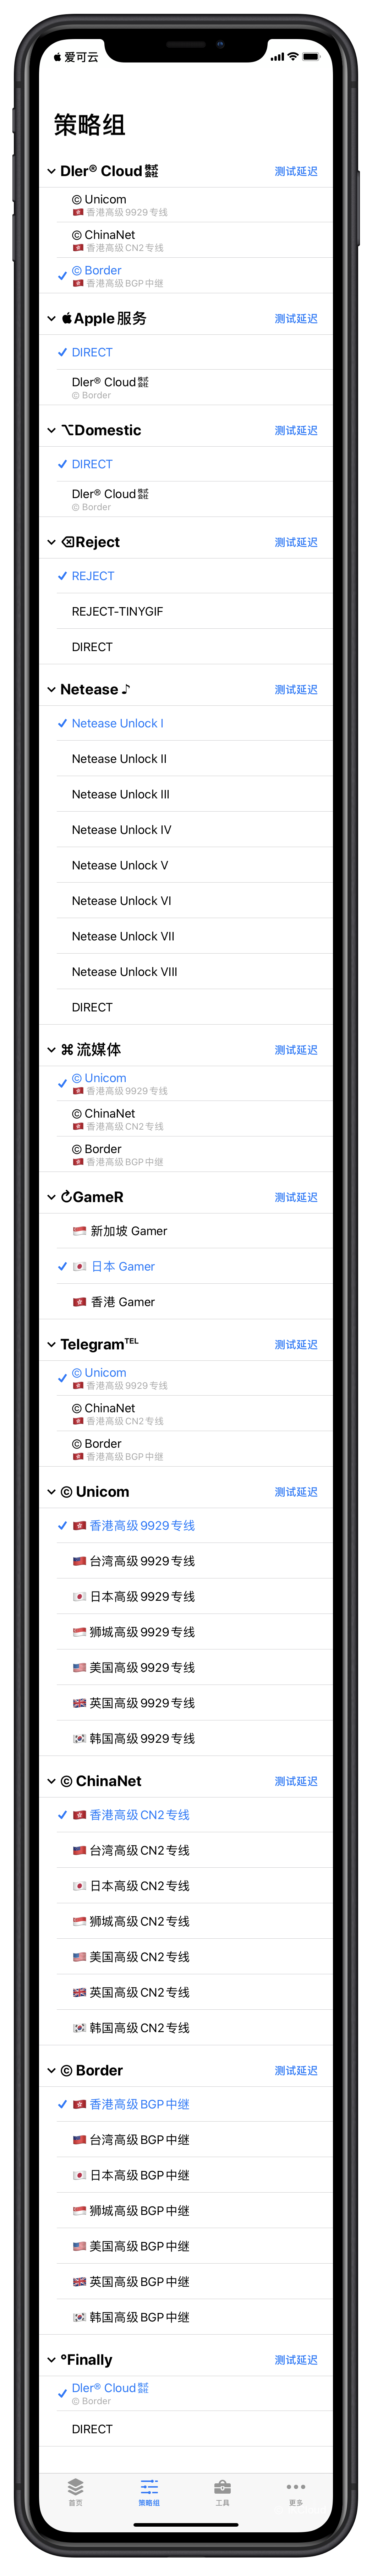 爱可云
策略组
Dler® Cloud 株式会社
测试延迟
© Unicom
🇭🇰 香港高级 9929 专线
© ChinaNet
🇭🇰 香港高级 CN2 专线
© Border
🇭🇰 香港高级 BGP 中继
Apple 服务
测试延迟
DIRECT
Dler® Cloud 株式会社
© Border
⌥Domestic
测试延迟
DIRECT
Dler® Cloud 株式会社
© Border
⌫Reject
测试延迟
REJECT
REJECT-TINYGIF
DIRECT
Netease ♪
测试延迟
Netease Unlock I
Netease Unlock II
Netease Unlock III
Netease Unlock IV
Netease Unlock V
Netease Unlock VI
Netease Unlock VII
Netease Unlock VIII
DIRECT
⌘ 流媒体
测试延迟
© Unicom
🇭🇰 香港高级 9929 专线
© ChinaNet
🇭🇰 香港高级 CN2 专线
© Border
🇭🇰 香港高级 BGP 中继
↻GameR
测试延迟
🇸🇬 新加坡 Gamer
🇯🇵 日本 Gamer
🇭🇰 香港 Gamer
Telegram℡
测试延迟
© Unicom
🇭🇰 香港高级 9929 专线
© ChinaNet
🇭🇰 香港高级 CN2 专线
© Border
🇭🇰 香港高级 BGP 中继
© Unicom
测试延迟
🇭🇰 香港高级 9929 专线
🇹🇼 台湾高级 9929 专线
🇯🇵 日本高级 9929 专线
🇸🇬 狮城高级 9929 专线
🇺🇸 美国高级 9929 专线
🇬🇧 英国高级 9929 专线
🇰🇷 韩国高级 9929 专线
© ChinaNet
测试延迟
🇭🇰 香港高级 CN2 专线
🇹🇼 台湾高级 CN2 专线
🇯🇵 日本高级 CN2 专线
🇸🇬 狮城高级 CN2 专线
🇺🇸 美国高级 CN2 专线
🇬🇧 英国高级 CN2 专线
🇰🇷 韩国高级 CN2 专线
© Border
测试延迟
🇭🇰 香港高级 BGP 中继
🇹🇼 台湾高级 BGP 中继
🇯🇵 日本高级 BGP 中继
🇸🇬 狮城高级 BGP 中继
🇺🇸 美国高级 BGP 中继
🇬🇧 英国高级 BGP 中继
🇰🇷 韩国高级 BGP 中继
°Finally
测试延迟
Dler® Cloud 株式会社
© Border
DIRECT
首页
策略组
工具
更多